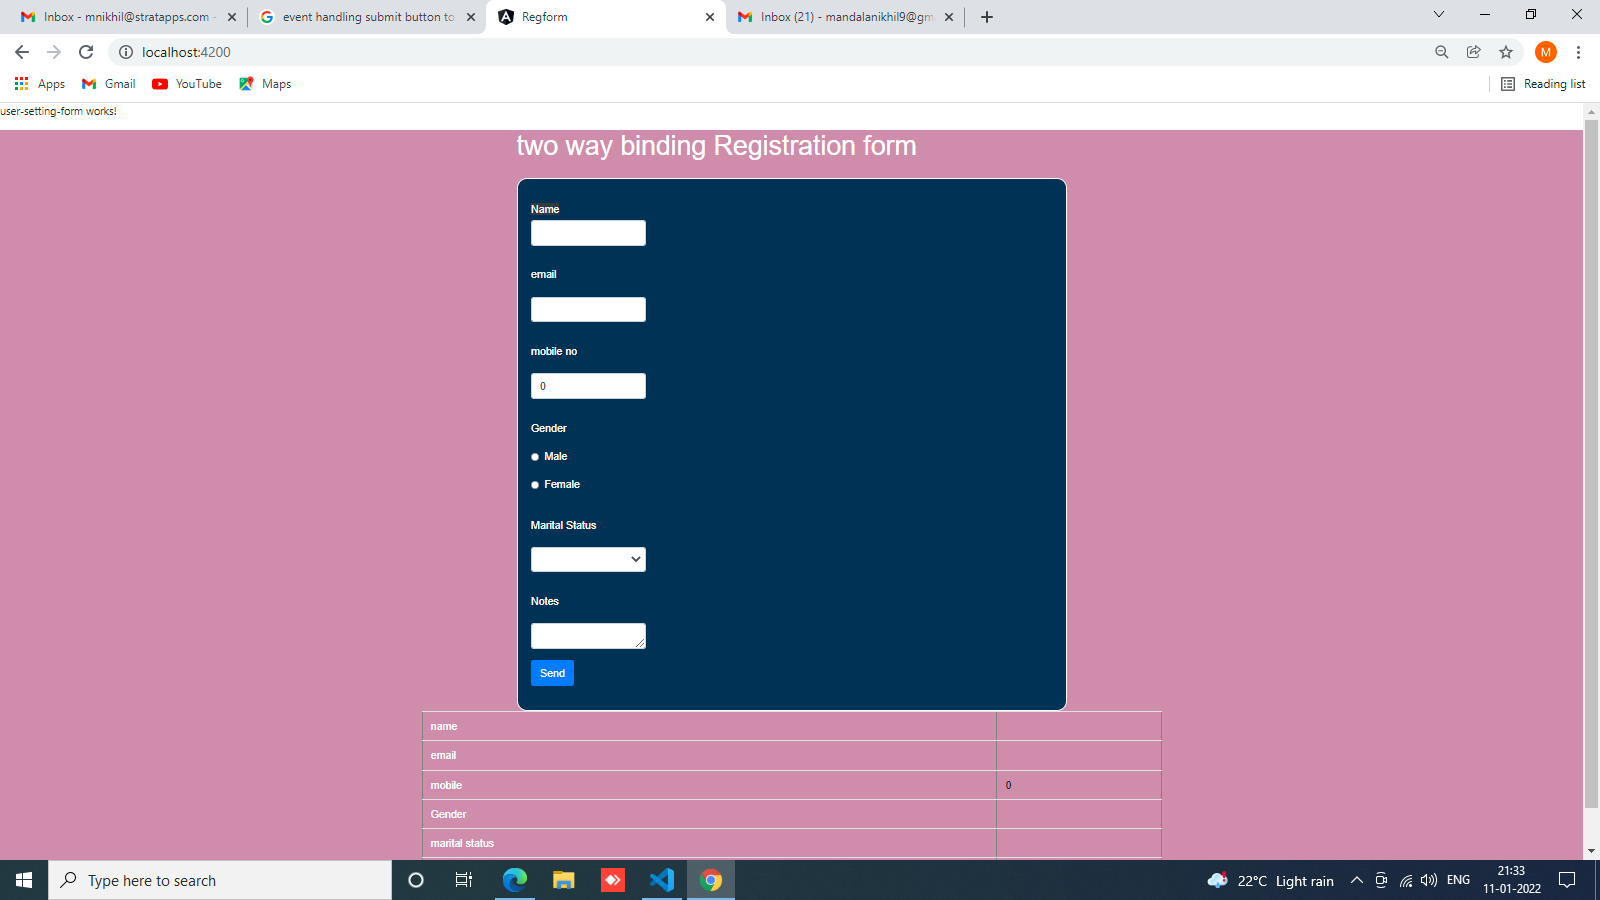 Inbox - mnikhil@stratapps.com -
event handling submit button to
Regform
Inbox (21) - mandalanikhil9@gm
localhost:4200
M
Apps
Gmail
YouTube
Maps
Reading list
user-setting-form works!
two way binding Registration form
Name
email
mobile no
0
Gender
Male
Female
Marital Status
Notes
Send
name
email
mobile 0
Gender
marital status
Type here to search
22°C Light rain
ENG
21:33
11-01-2022